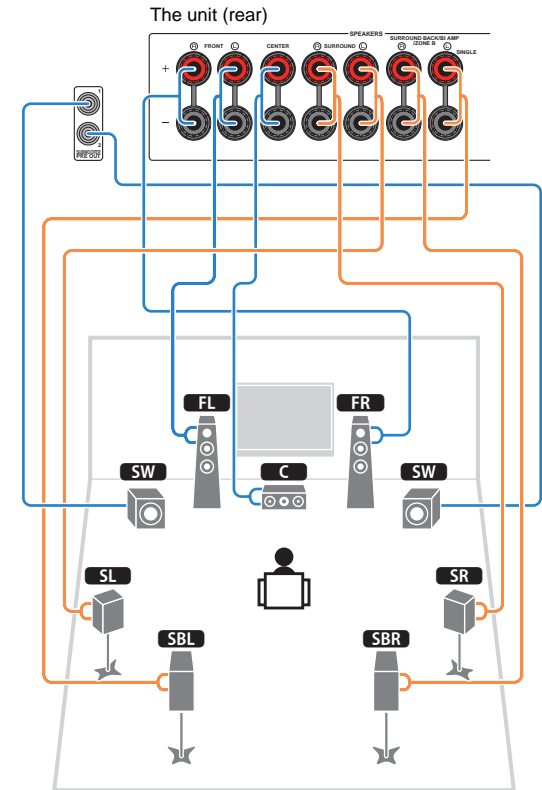 The unit (rear)
SPEAKERS
R FRONT L
CENTER
R SURROUND L
SURROUND BACK/BI AMP
/ZONE B
R L
SINGLE
+
−
1
2
SUBWOOFER
PRE OUT
FL
FR
SW
C
SW
SL
SR
SBL
SBR